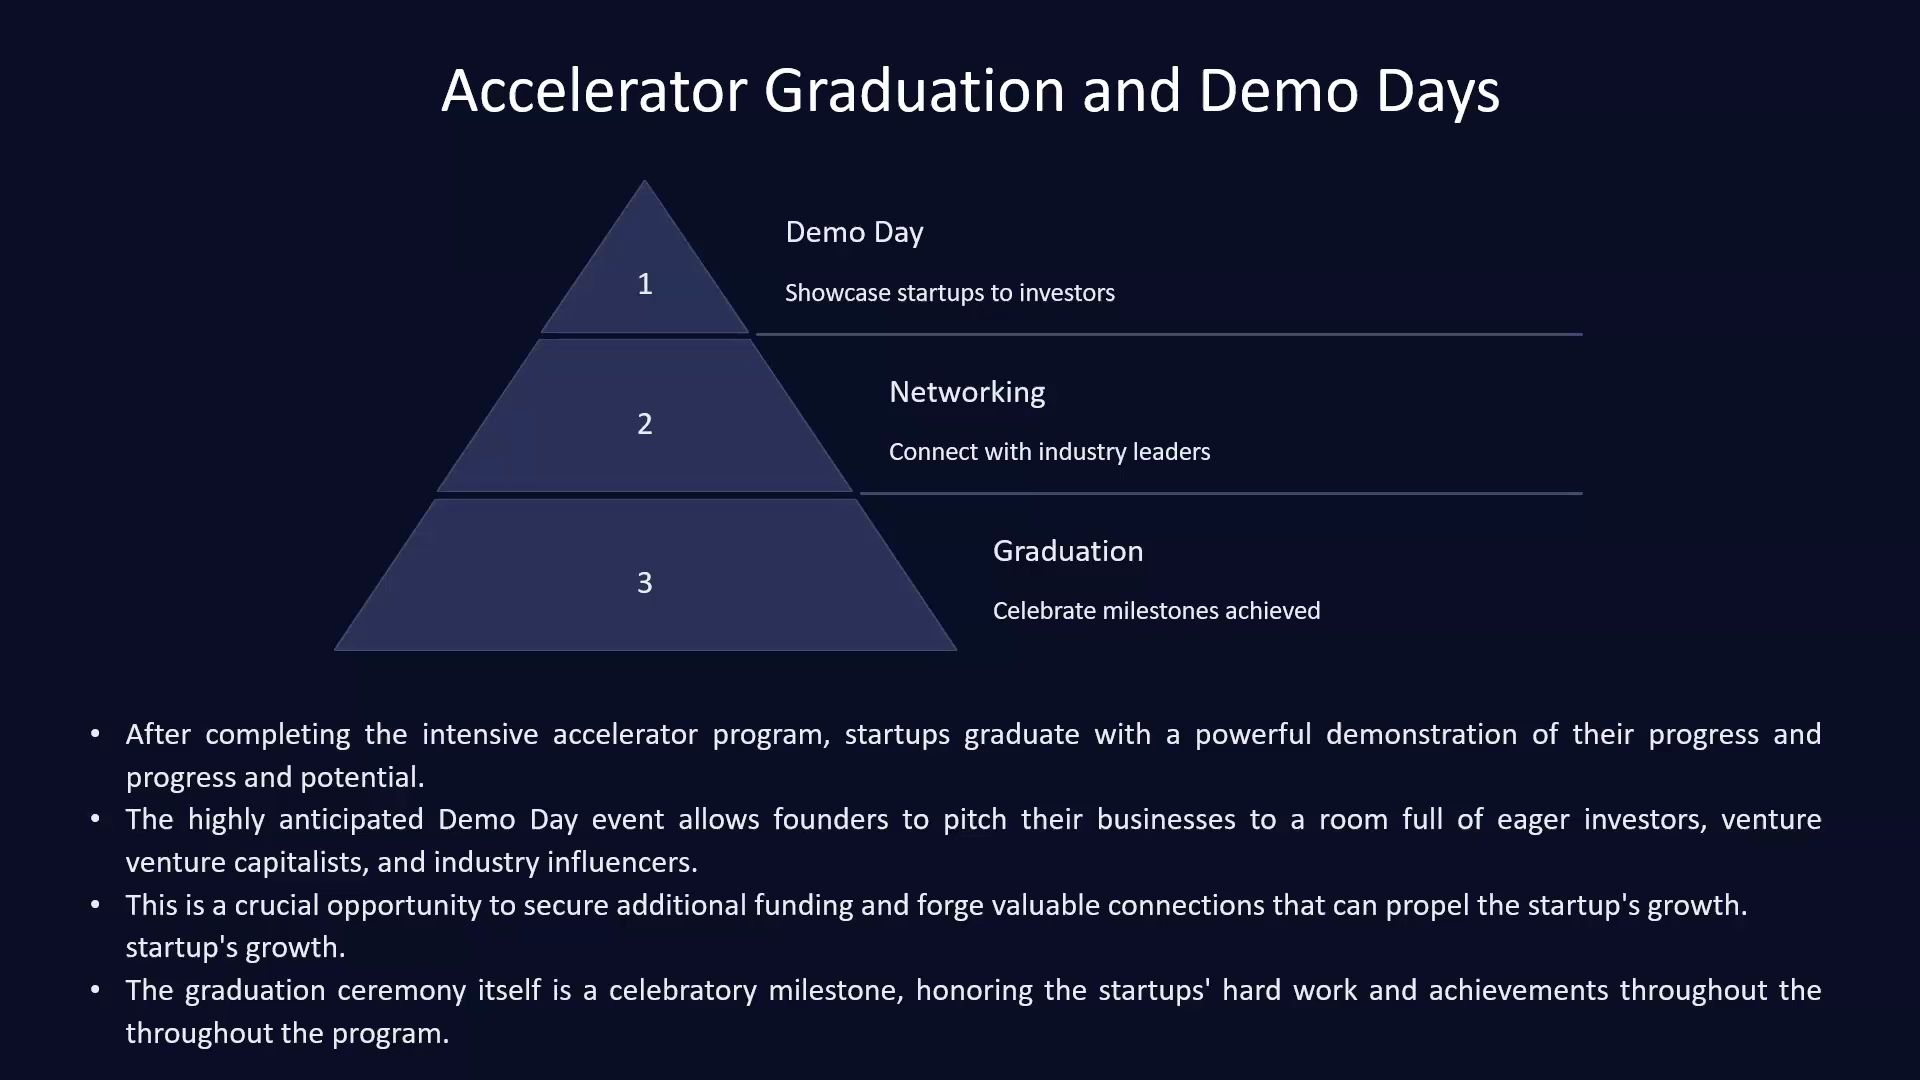 Accelerator Graduation and Demo Days
1
Demo Day
Showcase startups to investors
2
Networking
Connect with industry leaders
3
Graduation
Celebrate milestones achieved
• After completing the intensive accelerator program, startups graduate with a powerful demonstration of their progress and
progress and potential.
• The highly anticipated Demo Day event allows founders to pitch their businesses to a room full of eager investors, venture
venture capitalists, and industry influencers.
• This is a crucial opportunity to secure additional funding and forge valuable connections that can propel the startup's growth.
startup's growth.
• The graduation ceremony itself is a celebratory milestone, honoring the startups' hard work and achievements throughout the
throughout the program.